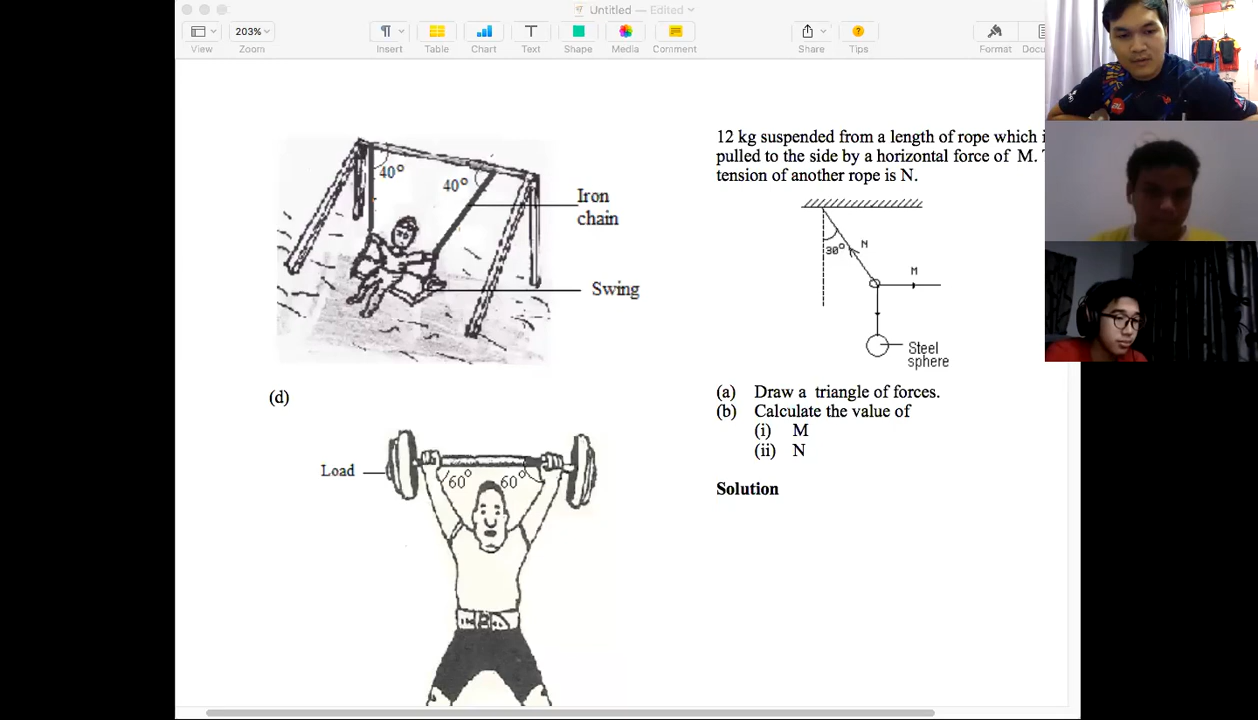 Untitled — Edited
203%
View
Zoom
Insert
Table
Chart
Text
Shape
Media
Comment
Share
Tips
Format
40°
40°
Iron
chain
Swing
(d)
Load
60°
60°
12 kg suspended from a length of rope which
pulled to the side by a horizontal force of M.
tension of another rope is N.
30°
N
M
Steel
sphere
(a) Draw a triangle of forces.
(b) Calculate the value of
(i) M
(ii) N
Solution